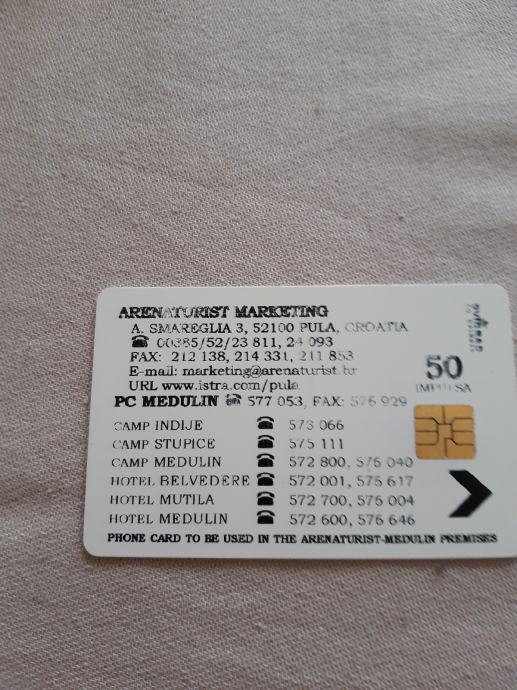 ARENATURIST MARKETING
A. SMAREGLIA 3, 52100 PULA, CROATIA
☎ 00385/52/23 811, 24 093
FAX: 212 138, 214 331, 211 853
E-mail: marketing@arenaturist.hr
URL www.istra.com/pula
50
IMPULSA
PC MEDULIN ☎ 577 053, FAX: 576 929
CAMP INDIJE ☎ 573 066
CAMP STUPICE ☎ 575 111
CAMP MEDULIN ☎ 572 800, 576 040
HOTEL BELVEDERE ☎ 572 001, 575 617
HOTEL MUTILA ☎ 572 700, 576 004
HOTEL MEDULIN ☎ 572 600, 576 646
PHONE CARD TO BE USED IN THE ARENATURIST-MEDULIN PREMISES